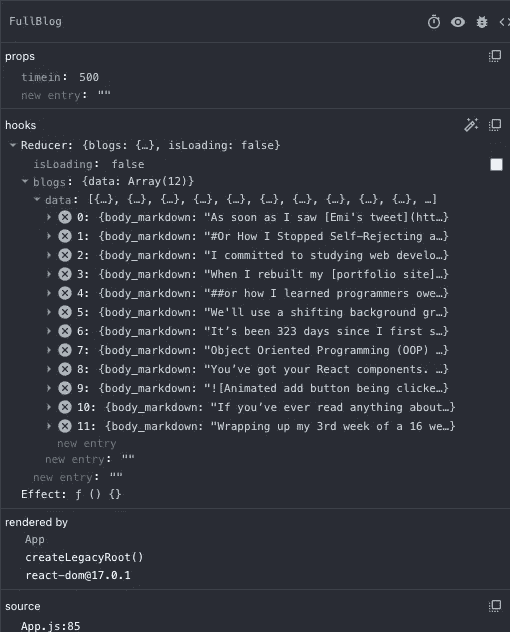 FullBlog
props
timein: 500
new entry: ""
hooks
Reducer: {blogs: {…}, isLoading: false}
isLoading: false
blogs: {data: Array(12)}
data: [{…}, {…}, {…}, {…}, {…}, {…}, {…}, {…}, {…}, {…}, …]
0: {body_markdown: "As soon as I saw [Emi's tweet](htt…}
1: {body_markdown: "#Or How I Stopped Self-Rejecting a…}
2: {body_markdown: "I committed to studying web develo…}
3: {body_markdown: "When I rebuilt my [portfolio site]…}
4: {body_markdown: "##or how I learned programmers owe…}
5: {body_markdown: "We'll use a shifting background gr…}
6: {body_markdown: "It’s been 323 days since I first s…}
7: {body_markdown: "Object Oriented Programming (OOP) …}
8: {body_markdown: "You’ve got your React components. …}
9: {body_markdown: "![Animated add button being clicke…}
10: {body_markdown: "If you’ve ever read anything about…}
11: {body_markdown: "Wrapping up my 3rd week of a 16 we…}
new entry
new entry: ""
new entry: ""
Effect: ƒ () {}
rendered by
App
createLegacyRoot()
react-dom@17.0.1
source
App.js:85